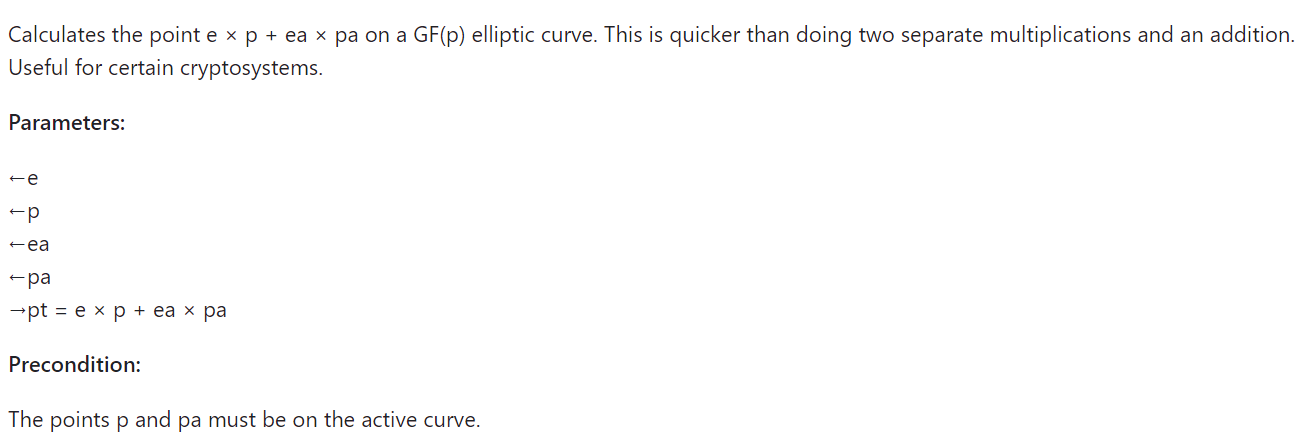 Calculates the point e × p + ea × pa on a GF(p) elliptic curve. This is quicker than doing two separate multiplications and an addition.
Useful for certain cryptosystems.
Parameters:
←e
←p
←ea
←pa
→pt = e × p + ea × pa
Precondition:
The points p and pa must be on the active curve.